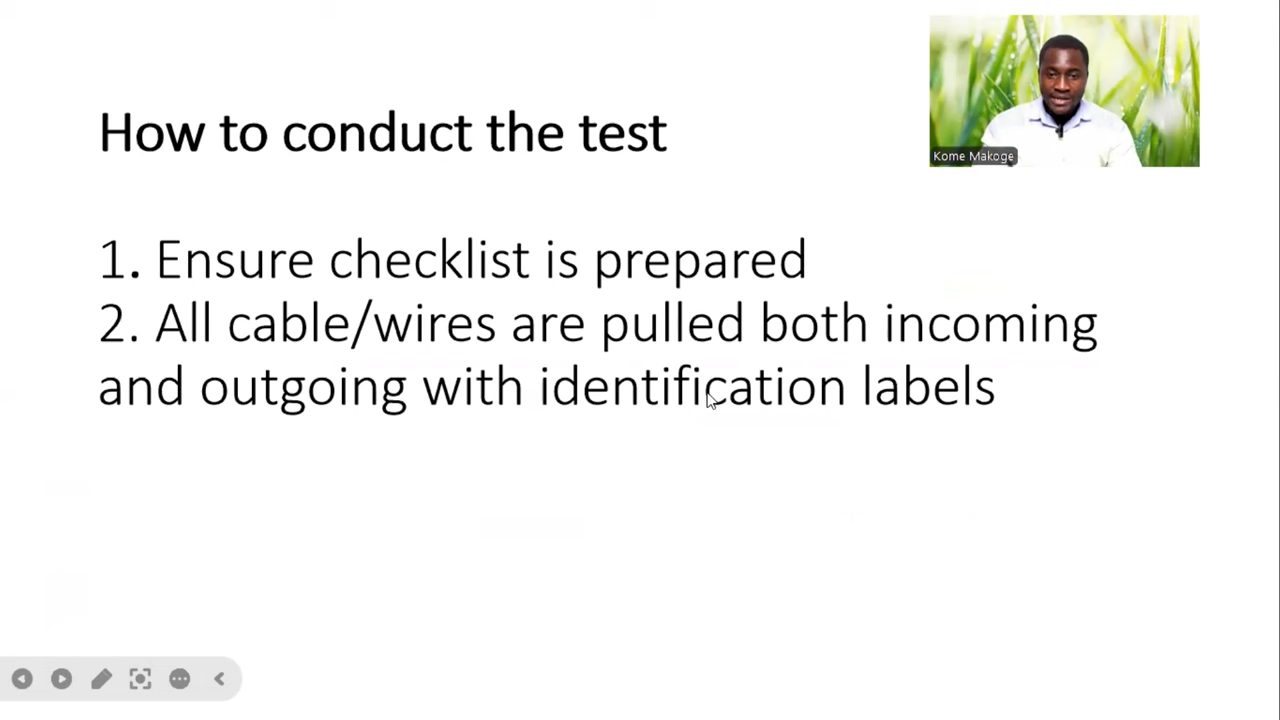 How to conduct the test
Kome Makoge
1. Ensure checklist is prepared
2. All cable/wires are pulled both incoming
and outgoing with identification labels